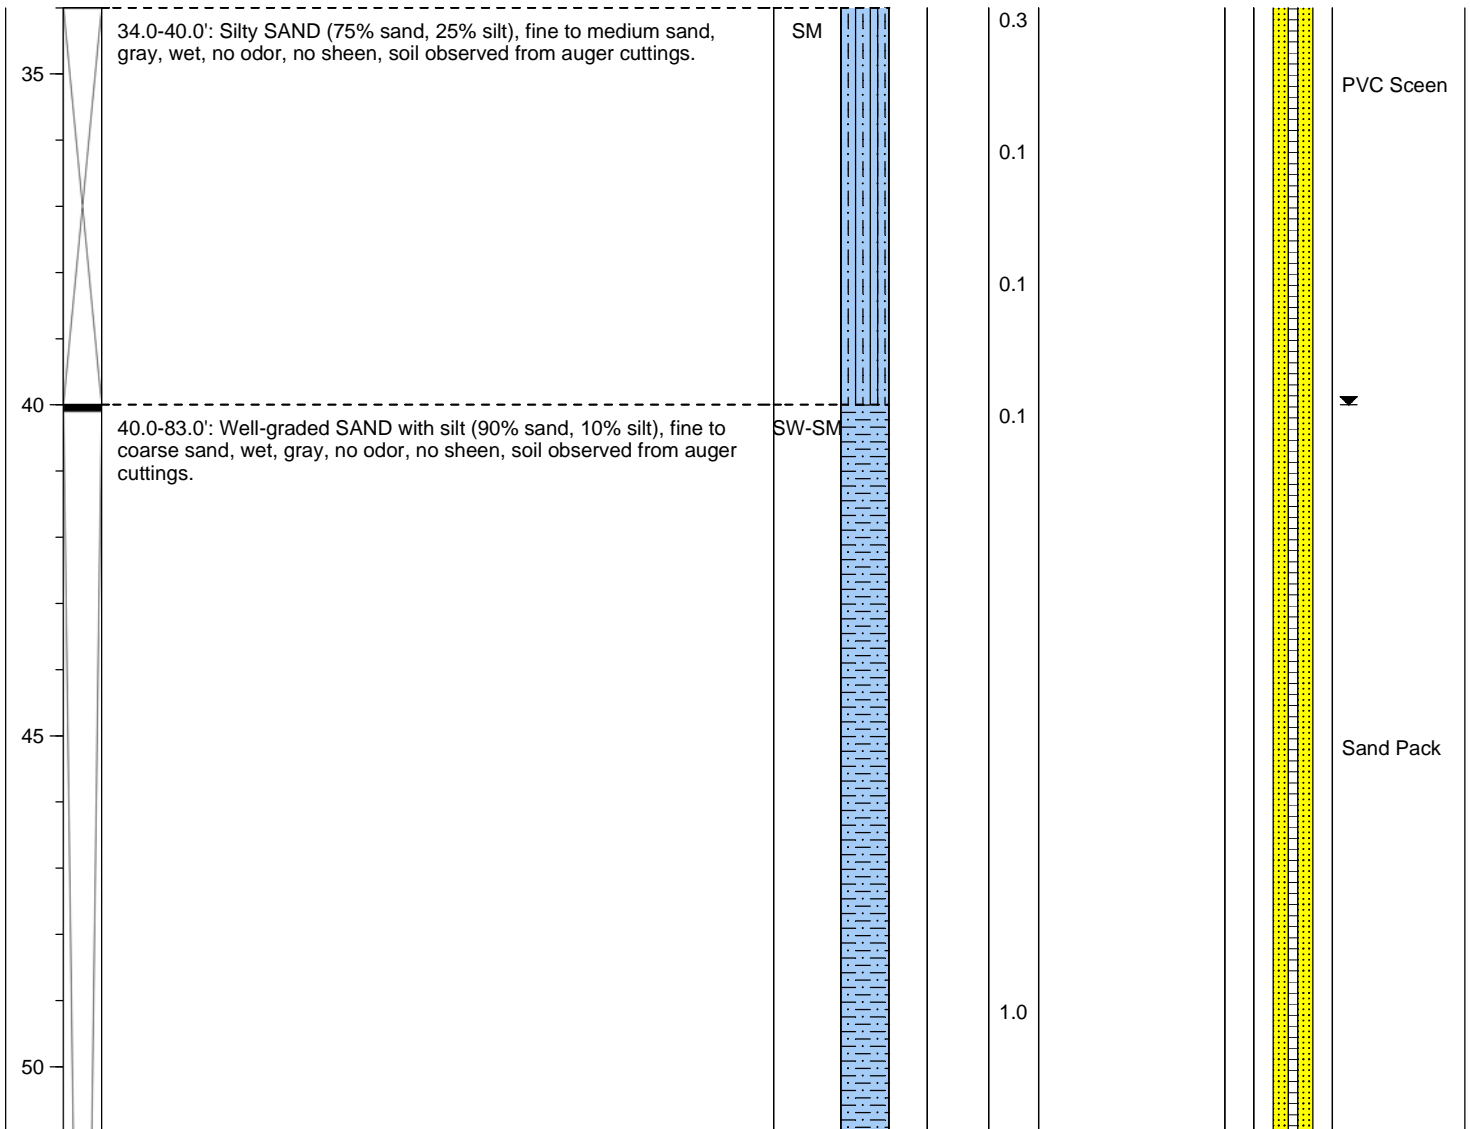 34.0-40.0': Silty SAND (75% sand, 25% silt), fine to medium sand,
gray, wet, no odor, no sheen, soil observed from auger cuttings.
SM
0.3
35
PVC Sceen
0.1
0.1
40
0.1
40.0-83.0': Well-graded SAND with silt (90% sand, 10% silt), fine to
coarse sand, wet, gray, no odor, no sheen, soil observed from auger
cuttings.
SW-SM
45
Sand Pack
1.0
50